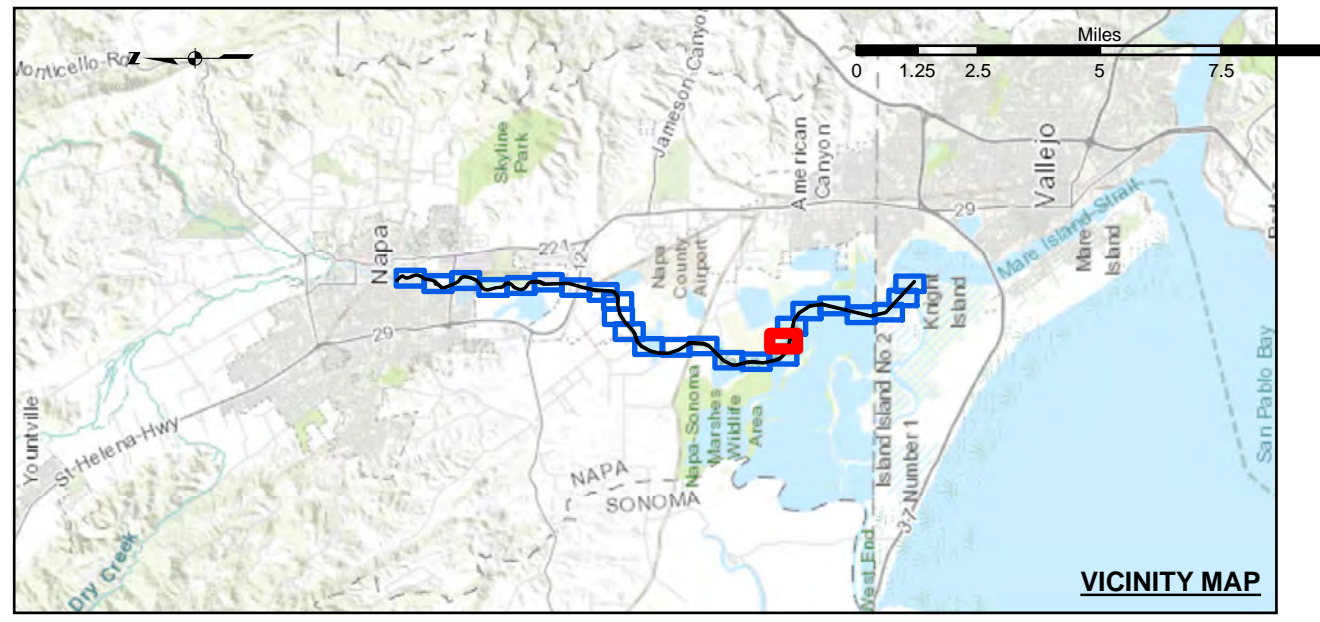 Monticello-Rd
Z
Miles
0 1.25 2.5 5 7.5
Jameson-Canyo
Skyline
Park
American
Canyon
Vallejo
29
Mare Island-Strait
Mare
Island
Napa
221
12
29
Napa
County
Airport
Knight
Island
Island Island No 2
Number 1
37
Napa-Sonoma
Marshes
Wildlife
Area
NAPA
SONOMA
West End
San Pablo Bay
Yountville
St-Helena-Hwy
Dry Creek
VICINITY MAP